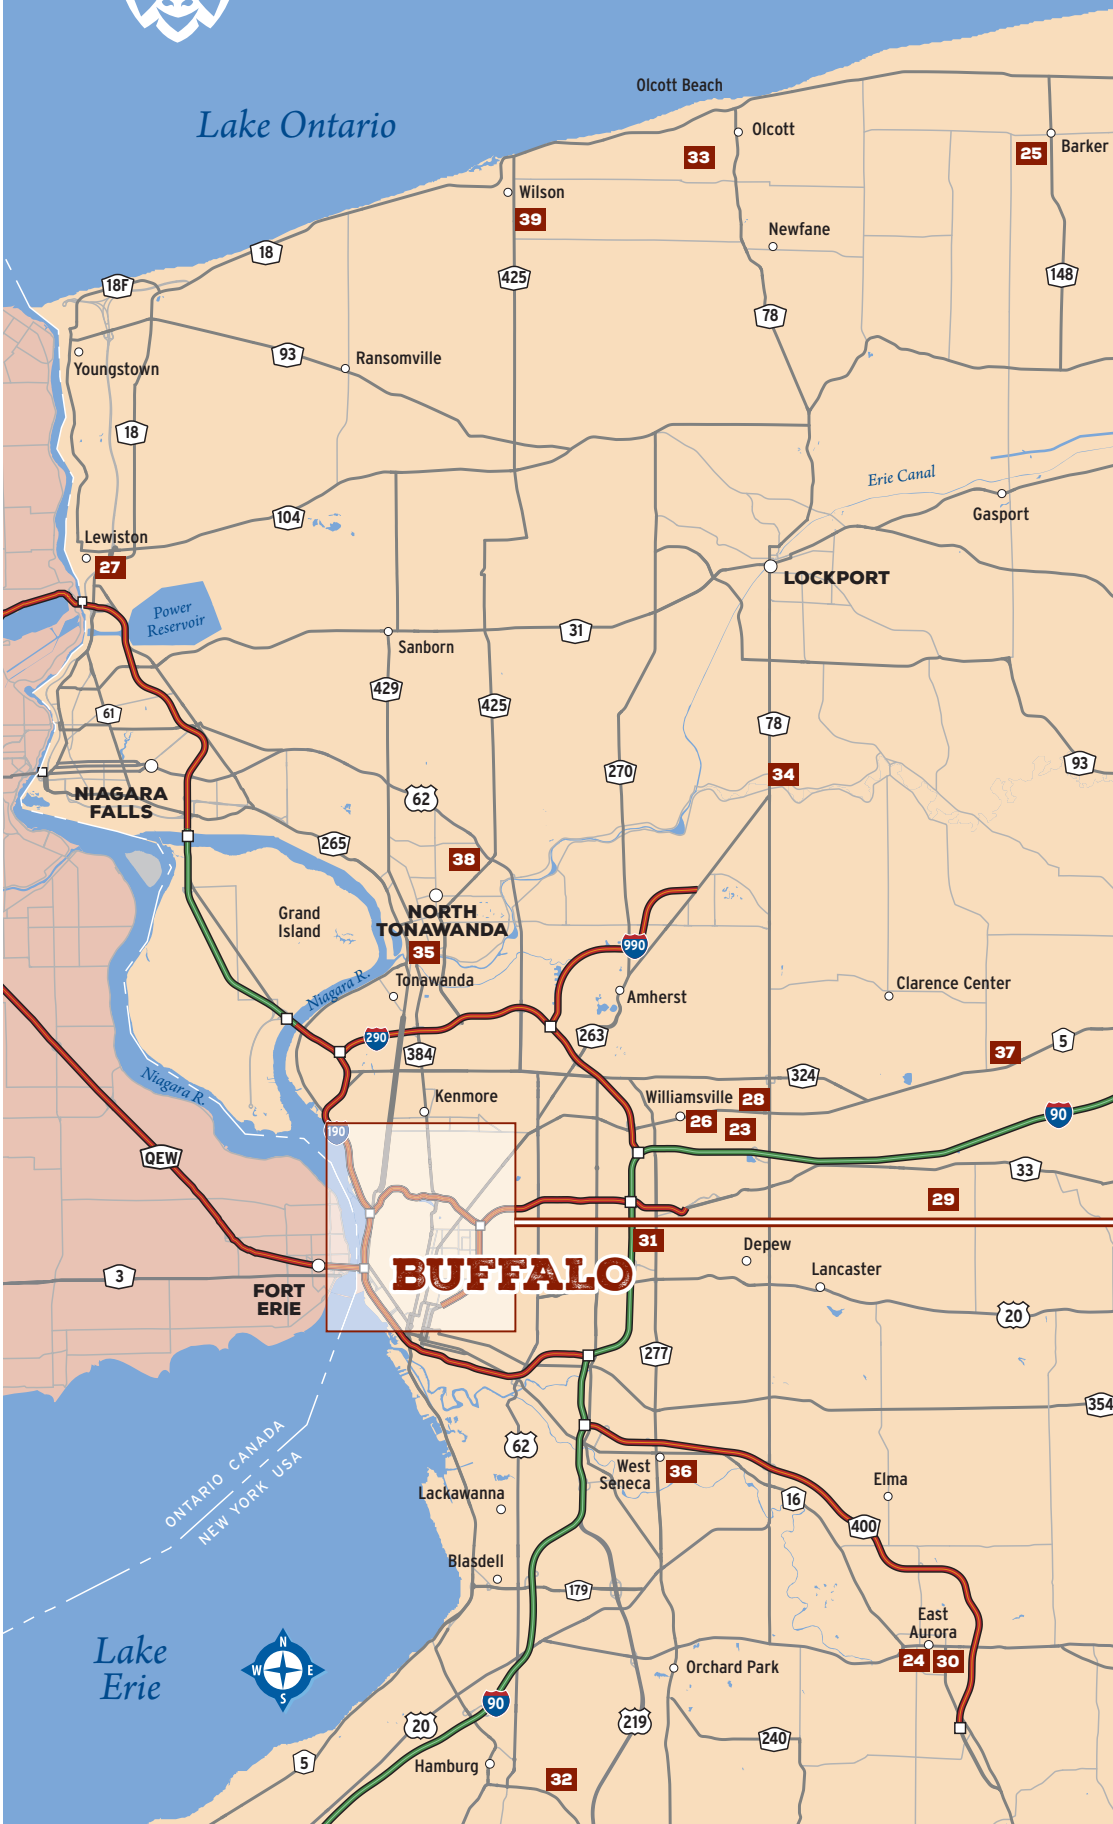 Olcott Beach
Lake Ontario
Olcott
33
25
Barker
Wilson
39
Newfane
18
18F
425
148
78
93
Ransomville
Youngstown
18
Erie Canal
104
Gasport
Lewiston
27
LOCKPORT
Power
Reservoir
31
Sanborn
429
425
61
78
270
93
34
NIAGARA
FALLS
62
265
38
Grand
Island
NORTH
TONAWANDA
35
990
Niagara R.
Tonawanda
Amherst
Clarence Center
290
384
263
5
37
324
Niagara R.
Kenmore
Williamsville
28
26
23
90
190
QEW
33
29
31
Depew
BUFFALO
3
Lancaster
FORT
ERIE
20
277
354
ONTARIO CANADA
NEW YORK USA
62
West
Seneca
36
Elma
Lackawanna
16
400
Blasdell
179
East
Aurora
24
30
Lake
Erie
N
W
E
S
Orchard Park
90
20
219
240
5
Hamburg
32